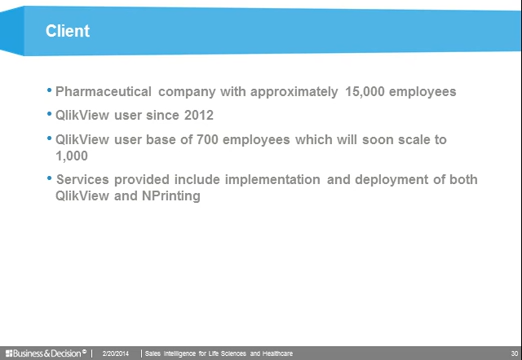 Client
• Pharmaceutical company with approximately 15,000 employees
• QlikView user since 2012
• QlikView user base of 700 employees which will soon scale to
1,000
• Services provided include implementation and deployment of both
QlikView and NPrinting
Business & Decision © | 2/20/2014 | Sales Intelligence for Life Sciences and Healthcare 30